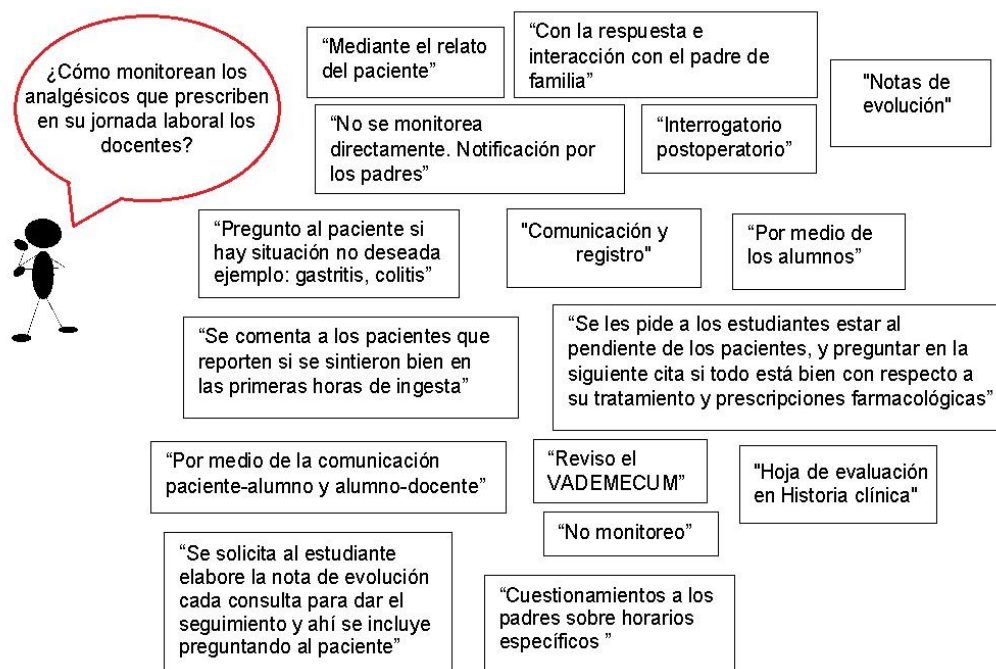 ¿Cómo monitorean los
analgésicos que prescriben
en su jornada laboral los
docentes?
“Mediante el relato
del paciente”
“Con la respuesta e
interacción con el padre de
familia”
"Notas de
evolución"
“No se monitorea
directamente. Notificación por
los padres”
“Interrogatorio
postoperatorio”
“Pregunto al paciente si
hay situación no deseada
ejemplo: gastritis, colitis”
"Comunicación y
registro"
“Por medio de
los alumnos”
“Se comenta a los pacientes que
reporten si se sintieron bien en
las primeras horas de ingesta”
“Se les pide a los estudiantes estar al
pendiente de los pacientes, y preguntar en la
siguiente cita si todo está bien con respecto a
su tratamiento y prescripciones farmacológicas”
“Por medio de la comunicación
paciente-alumno y alumno-docente”
“Reviso el
VADEMECUM”
"Hoja de evaluación
en Historia clínica"
“No monitoreo”
“Se solicita al estudiante
elabore la nota de evolución
cada consulta para dar el
seguimiento y ahí se incluye
preguntando al paciente”
“Cuestionamientos a los
padres sobre horarios
específicos ”